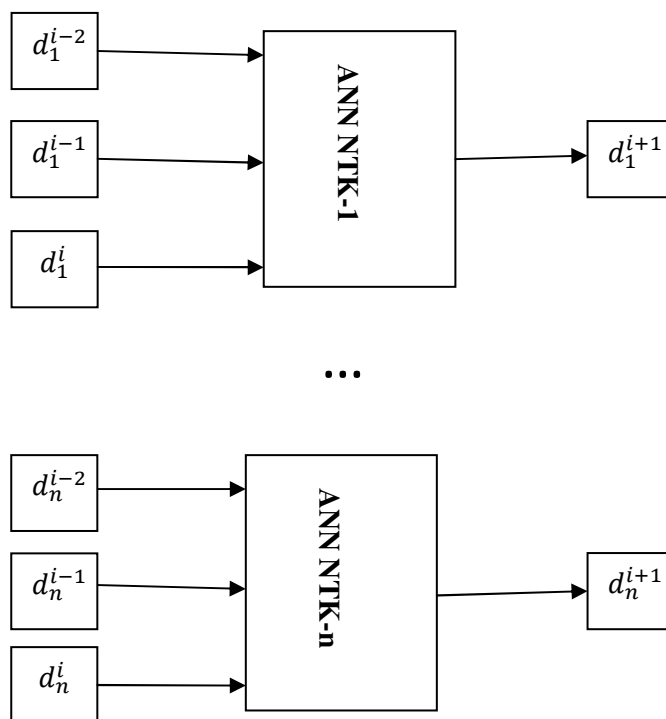 d_1^{i-2}
d_1^{i-1}
d_1^{i}
ANN NTK-1
d_1^{i+1}
...
d_n^{i-2}
d_n^{i-1}
d_n^{i}
ANN NTK-n
d_n^{i+1}